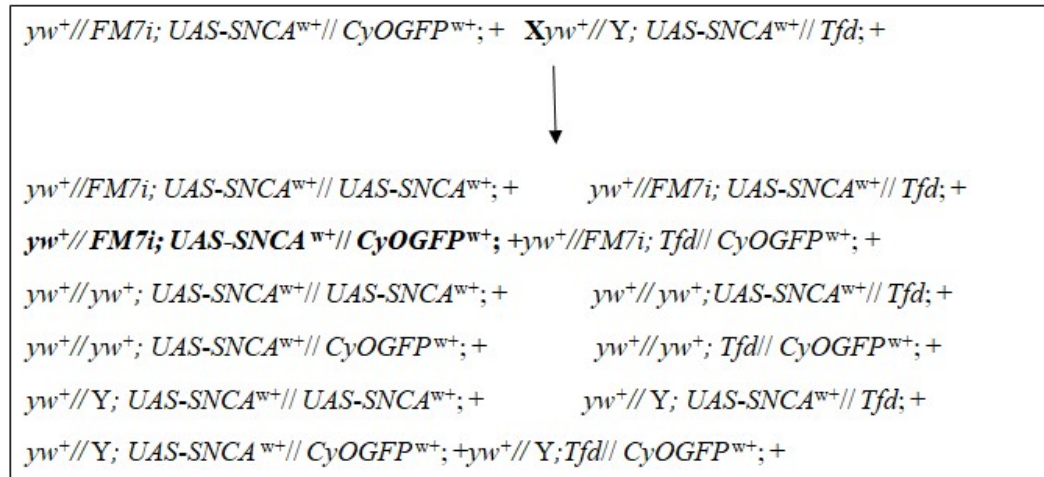 yw⁺// FM7i; UAS-SNCAʷ⁺// CyOGFPʷ⁺; + Xyw⁺// Y; UAS-SNCAʷ⁺// Tfd; +
yw⁺//FM7i; UAS-SNCAʷ⁺// UAS-SNCAʷ⁺; + yw⁺//FM7i; UAS-SNCAʷ⁺// Tfd; +
yw⁺// FM7i; UAS-SNCA ʷ⁺// CyOGFPʷ⁺; +yw⁺//FM7i; Tfd// CyOGFPʷ⁺; +
yw⁺// yw⁺; UAS-SNCAʷ⁺// UAS-SNCAʷ⁺; + yw⁺// yw⁺;UAS-SNCAʷ⁺// Tfd; +
yw⁺// yw⁺; UAS-SNCAʷ⁺// CyOGFPʷ⁺; + yw⁺// yw⁺; Tfd// CyOGFPʷ⁺; +
yw⁺// Y; UAS-SNCAʷ⁺// UAS-SNCAʷ⁺; + yw⁺// Y; UAS-SNCAʷ⁺// Tfd; +
yw⁺// Y; UAS-SNCA ʷ⁺// CyOGFPʷ⁺; +yw⁺// Y;Tfd// CyOGFPʷ⁺; +